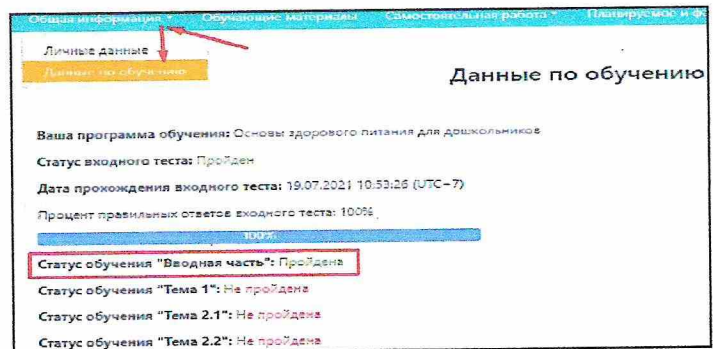 Общая информация Обучающие материалы Самостоятельная работа Планируемое и ф
Личные данные
Данные по обучению
Данные по обучению
Ваша программа обучения: Основы здорового питания для дошкольников
Статус входного теста: Пройден
Дата прохождения входного теста: 19.07.2021 10:53:26 (UTC−7)
Процент правильных ответов входного теста: 100%
100%
Статус обучения "Вводная часть": Пройдена
Статус обучения "Тема 1": Не пройдена
Статус обучения "Тема 2.1": Не пройдена
Статус обучения "Тема 2.2": Не пройдена